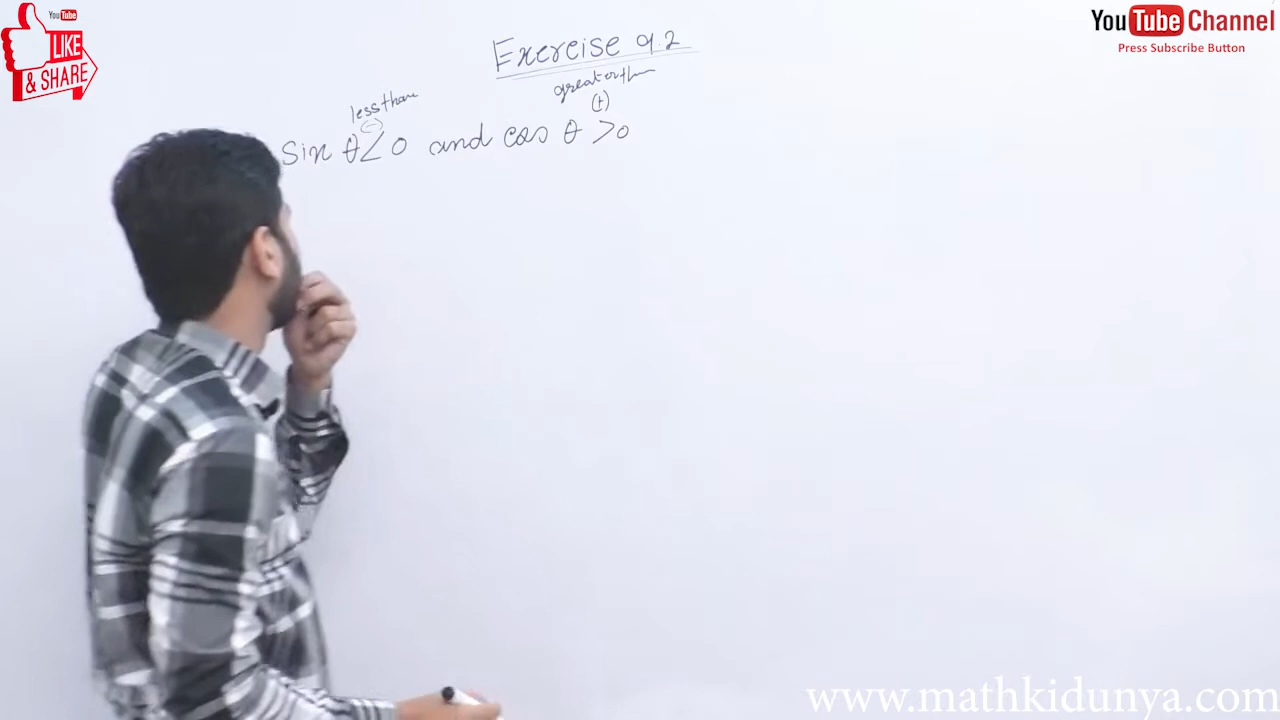 YouTube
LIKE
& SHARE
YouTube Channel
Press Subscribe Button
Exercise 9.2
less than
greater than
(-)
(+)
Sin θ < 0 and cos θ > 0
www.mathkidunya.com